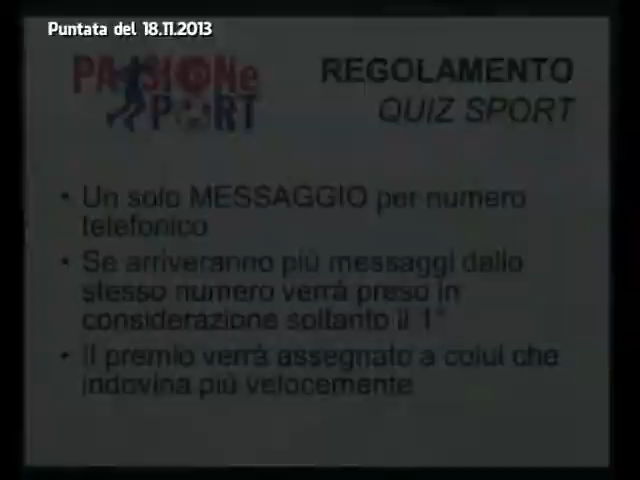 Puntata del 18.11.2013
PASSIONe
SPORT
REGOLAMENTO
QUIZ SPORT
• Un solo MESSAGGIO per numero
telefonico
• Se arriveranno più messaggi dallo
stesso numero verrà preso in
considerazione soltanto il 1°
• Il premio verrà assegnato a colui che
indovina più velocemente